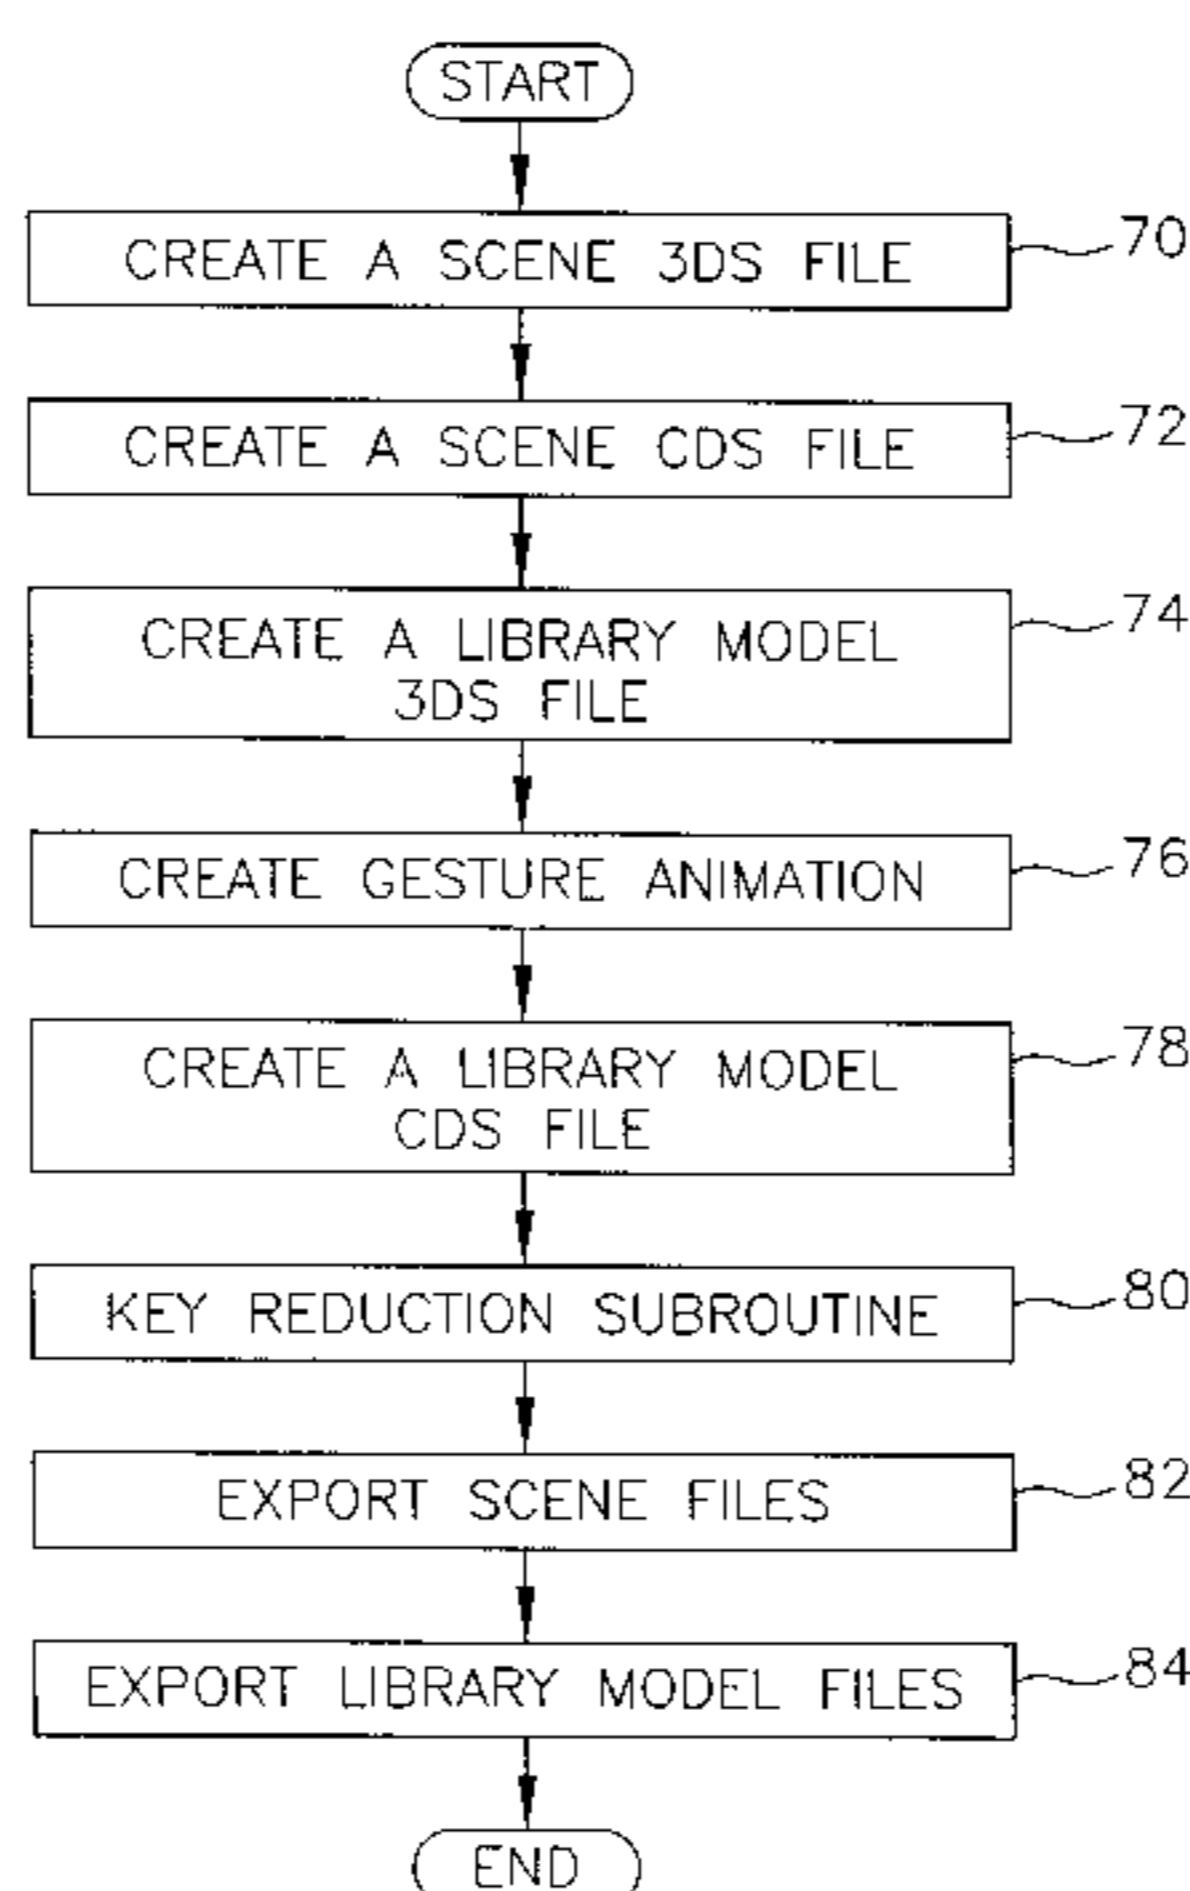 START
CREATE A SCENE 3DS FILE
70
CREATE A SCENE CDS FILE
72
CREATE A LIBRARY MODEL
3DS FILE
74
CREATE GESTURE ANIMATION
76
CREATE A LIBRARY MODEL
CDS FILE
78
KEY REDUCTION SUBROUTINE
80
EXPORT SCENE FILES
82
EXPORT LIBRARY MODEL FILES
84
END